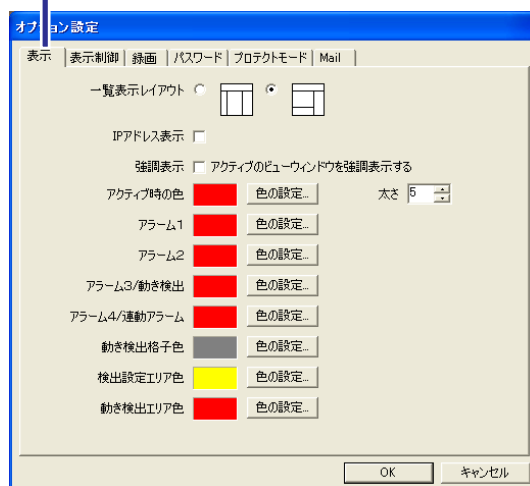 オプション設定
表示 表示制御 録画 パスワード プロテクトモード Mail
一覧表示レイアウト
IPアドレス表示
強調表示 アクティブのビューウィンドウを強調表示する
アクティブ時の色 色の設定... 太さ 5
アラーム1 色の設定...
アラーム2 色の設定...
アラーム3/動き検出 色の設定...
アラーム4/連動アラーム 色の設定...
動き検出格子色 色の設定...
検出設定エリア色 色の設定...
動き検出エリア色 色の設定...
OK キャンセル